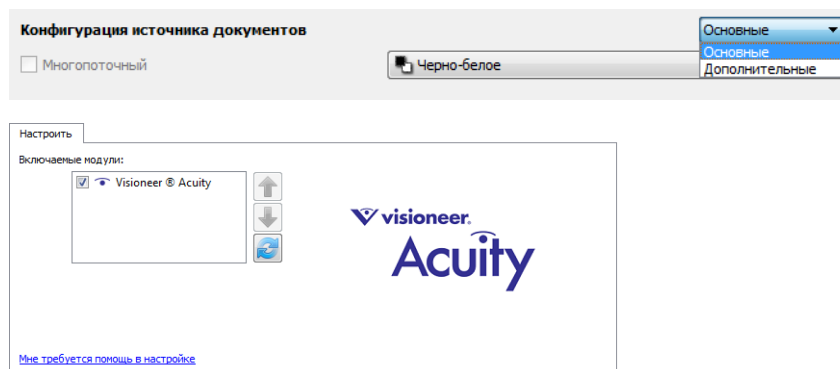 Конфигурация источника документов
Основные
Многопоточный
Черно-белое
Основные
Дополнительные
Настроить
Включаемые модули:
Visioneer ® Acuity
visioneer.
Acuity
Мне требуется помощь в настройке